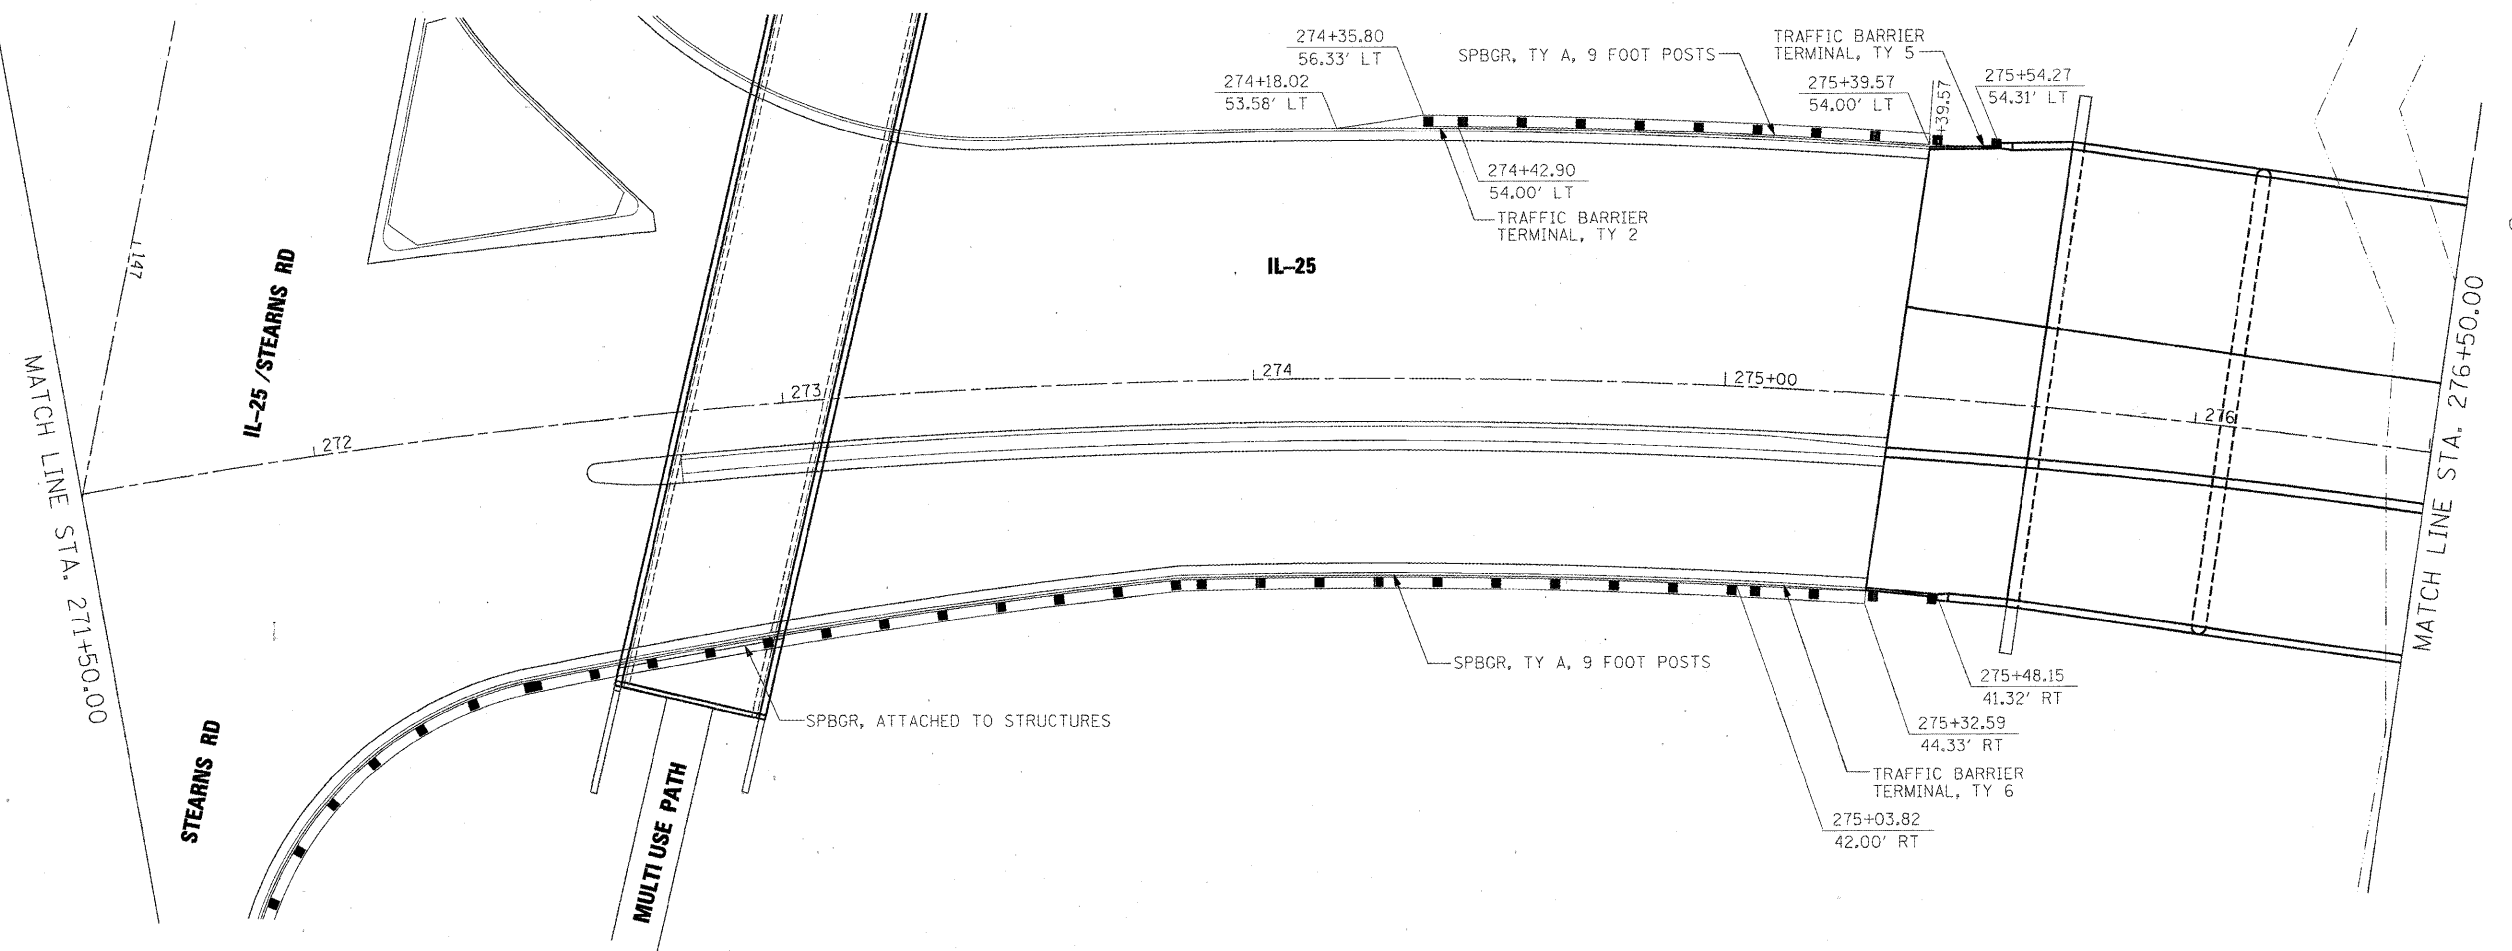 274+35.80
56.33' LT
SPBGR, TY A, 9 FOOT POSTS
TRAFFIC BARRIER
TERMINAL, TY 5
274+18.02
53.58' LT
275+39.57
54.00' LT
+39.57
275+54.27
54.31' LT
274+42.90
54.00' LT
TRAFFIC BARRIER
TERMINAL, TY 2
147
IL-25 /STEARNS RD
IL-25
MATCH LINE STA. 271+50.00
272
273
274
275+00
276
MATCH LINE STA. 276+50.00
SPBGR, TY A, 9 FOOT POSTS
SPBGR, ATTACHED TO STRUCTURES
275+48.15
41.32' RT
275+32.59
44.33' RT
TRAFFIC BARRIER
TERMINAL, TY 6
275+03.82
42.00' RT
STEARNS RD
MULTI USE PATH